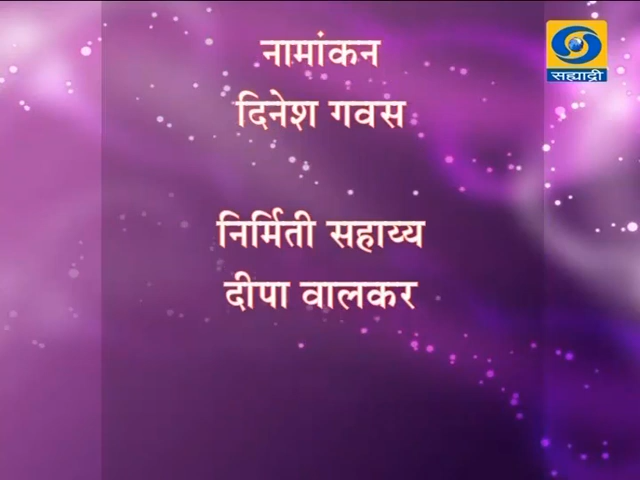 नामांकन
दिनेश गवस
सह्याद्री
निर्मिती सहाय्य
दीपा वालकर